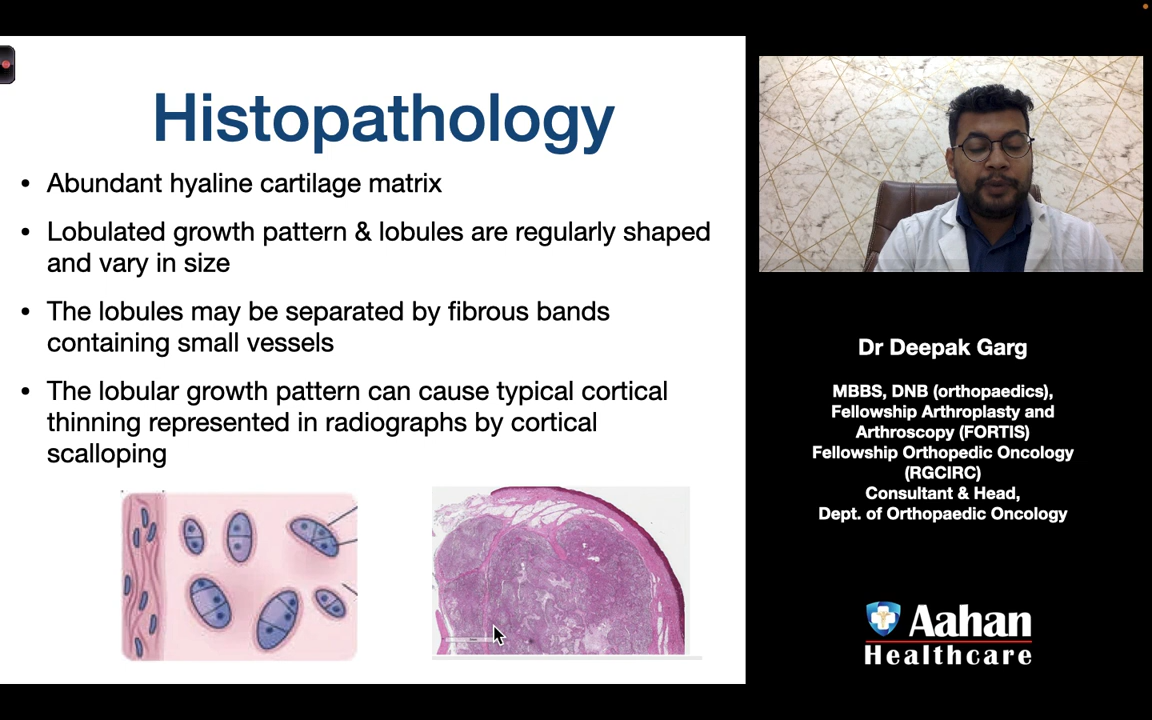 Histopathology
• Abundant hyaline cartilage matrix
• Lobulated growth pattern & lobules are regularly shaped
and vary in size
• The lobules may be separated by fibrous bands
containing small vessels
• The lobular growth pattern can cause typical cortical
thinning represented in radiographs by cortical
scalloping
Dr Deepak Garg
MBBS, DNB (orthopaedics),
Fellowship Arthroplasty and
Arthroscopy (FORTIS)
Fellowship Orthopedic Oncology
(RGCIRC)
Consultant & Head,
Dept. of Orthopaedic Oncology
Aahan
Healthcare